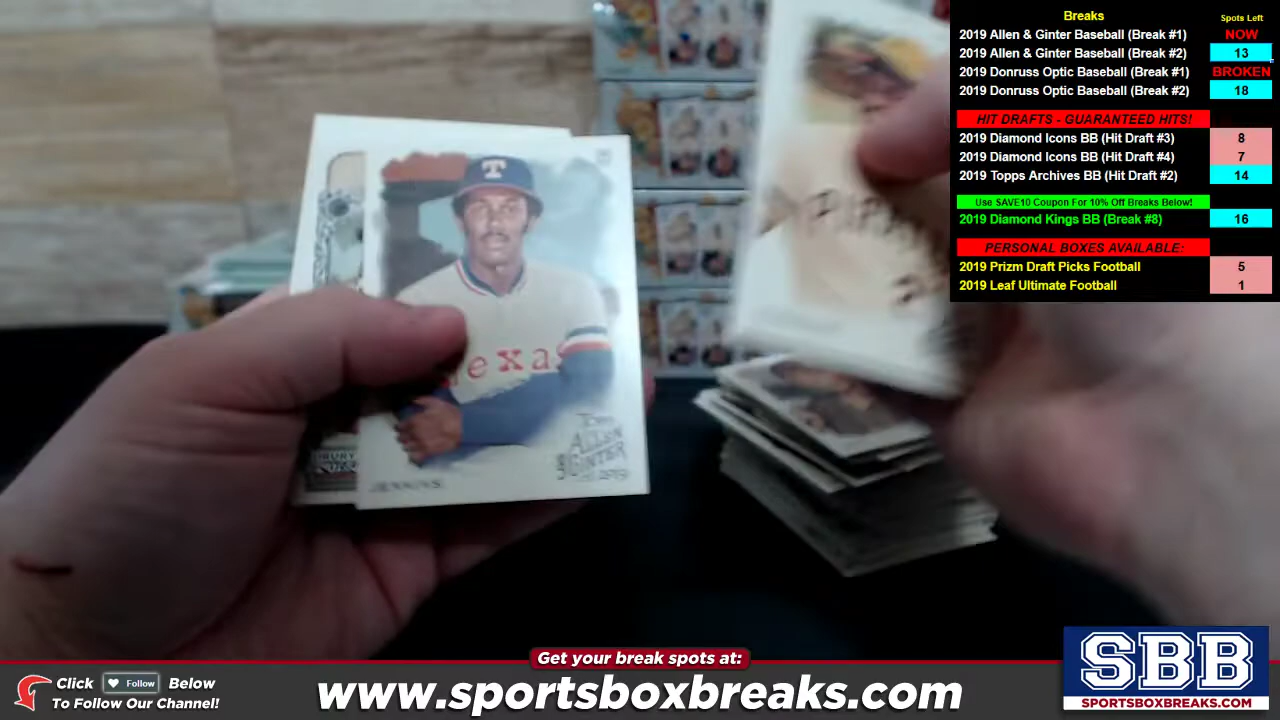 Breaks Spots Left
2019 Allen & Ginter Baseball (Break #1) NOW
2019 Allen & Ginter Baseball (Break #2) 13
2019 Donruss Optic Baseball (Break #1) BROKEN
2019 Donruss Optic Baseball (Break #2) 18
HIT DRAFTS - GUARANTEED HITS!
2019 Diamond Icons BB (Hit Draft #3) 8
2019 Diamond Icons BB (Hit Draft #4) 7
2019 Topps Archives BB (Hit Draft #2) 14
Use SAVE10 Coupon For 10% Off Breaks Below!
2019 Diamond Kings BB (Break #8) 16
PERSONAL BOXES AVAILABLE:
2019 Prizm Draft Picks Football 5
2019 Leaf Ultimate Football 1
T
exas
Topps
ALLEN
GINTER
2019
JENKINS
Get your break spots at:
www.sportsboxbreaks.com
Click Follow Below
To Follow Our Channel!
SBB
SPORTSBOXBREAKS.COM